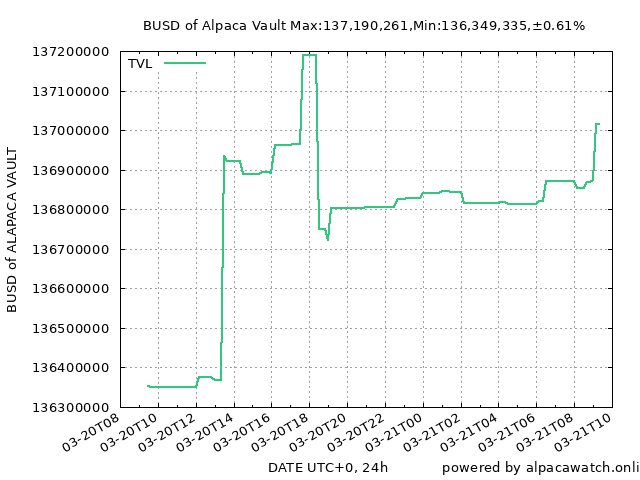 BUSD of Alpaca Vault Max:137,190,261,Min:136,349,335,±0.61%
TVL
137200000
137100000
137000000
136900000
136800000
136700000
136600000
136500000
136400000
136300000
BUSD of ALAPACA VAULT
03-20T08
03-20T10
03-20T12
03-20T14
03-20T16
03-20T18
03-20T20
03-20T22
03-21T00
03-21T02
03-21T04
03-21T06
03-21T08
03-21T10
DATE UTC+0, 24h
powered by alpacawatch.onli